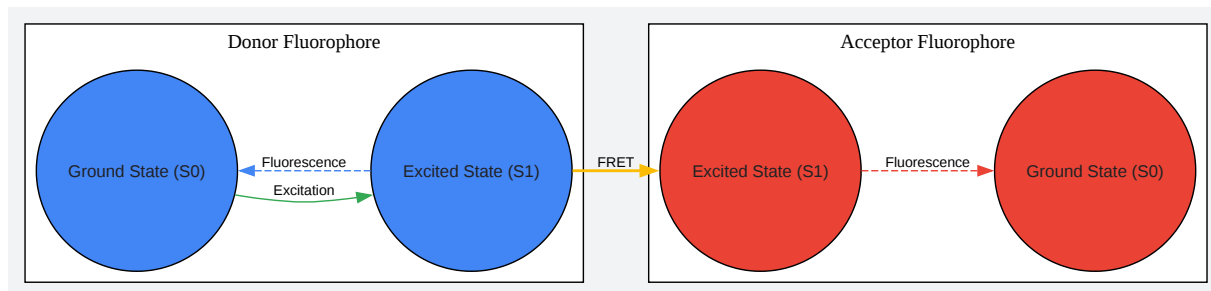 Donor Fluorophore
Acceptor Fluorophore
Ground State (S0)
Fluorescence
Excitation
Excited State (S1)
FRET
Excited State (S1)
Fluorescence
Ground State (S0)